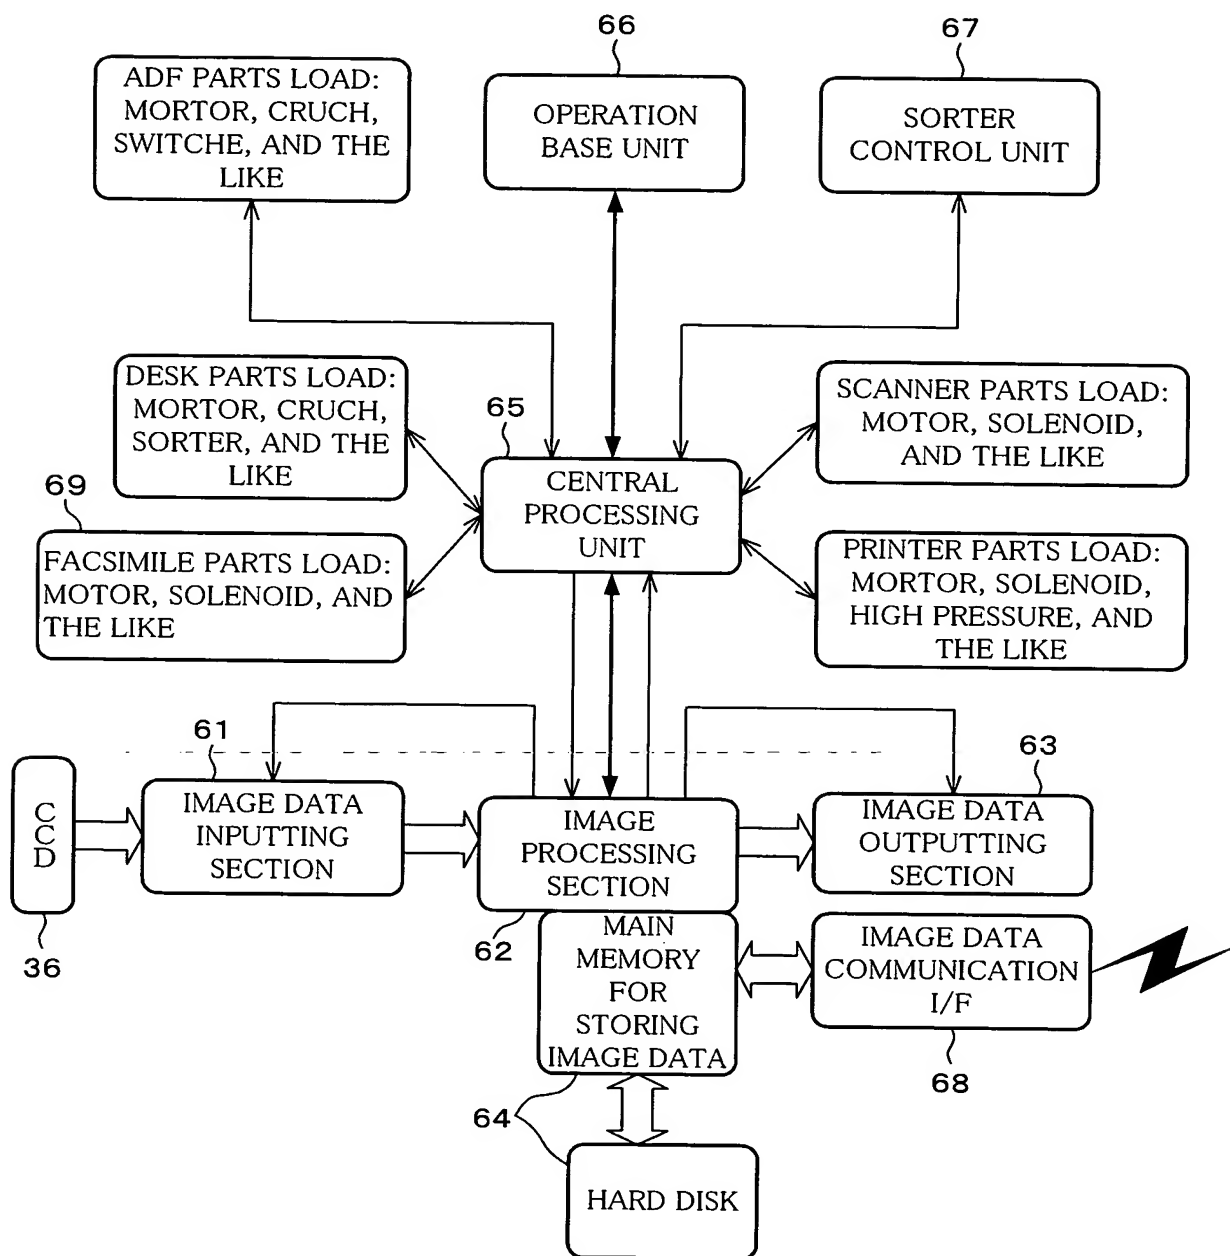 66
67
ADF PARTS LOAD:
MORTOR, CRUCH,
SWITCHE, AND THE
LIKE
OPERATION
BASE UNIT
SORTER
CONTROL UNIT
DESK PARTS LOAD:
MORTOR, CRUCH,
SORTER, AND THE
LIKE
65
CENTRAL
PROCESSING
UNIT
SCANNER PARTS LOAD:
MOTOR, SOLENOID,
AND THE LIKE
69
FACSIMILE PARTS LOAD:
MOTOR, SOLENOID, AND
THE LIKE
PRINTER PARTS LOAD:
MORTOR, SOLENOID,
HIGH PRESSURE, AND
THE LIKE
61
63
CCD
36
IMAGE DATA
INPUTTING
SECTION
IMAGE
PROCESSING
SECTION
62
IMAGE DATA
OUTPUTTING
SECTION
MAIN
MEMORY
FOR
STORING
IMAGE DATA
IMAGE DATA
COMMUNICATION
I/F
68
64
HARD DISK